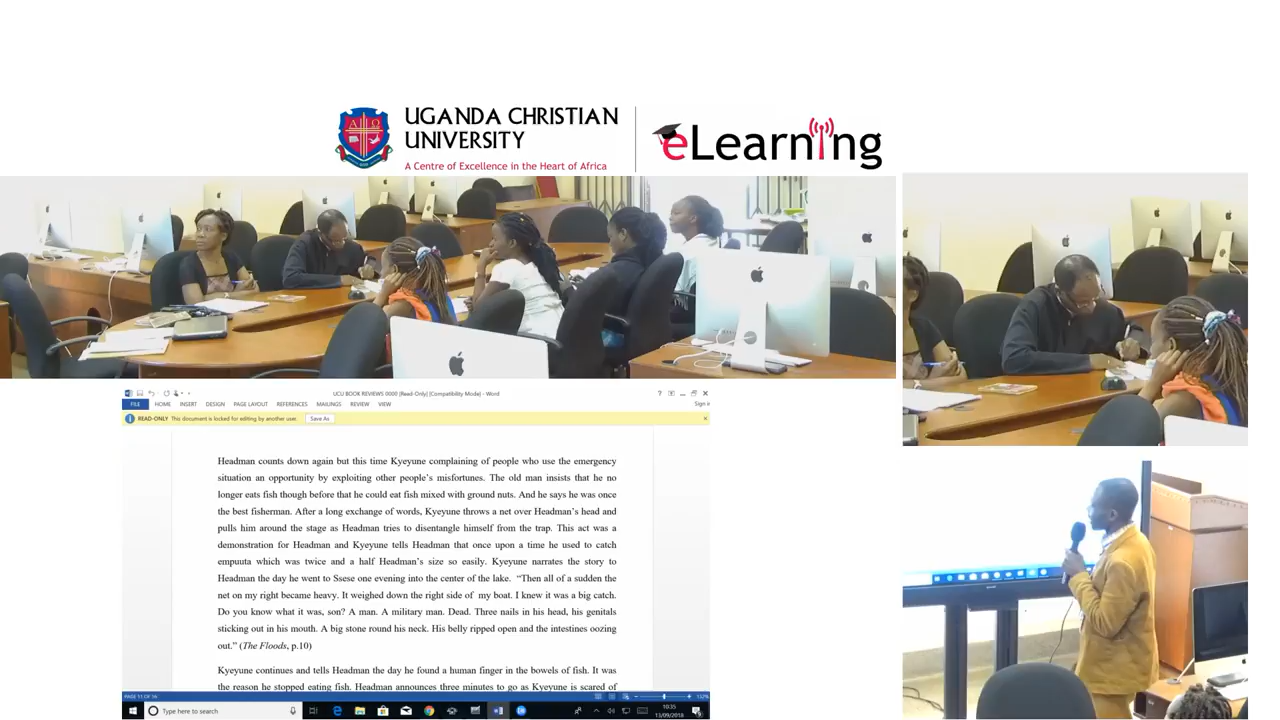 UGANDA CHRISTIAN
UNIVERSITY
A Centre of Excellence in the Heart of Africa
eLearning
UCU BOOK REVIEWS 0000 [Read-Only] [Compatibility Mode] - Word
FILE HOME INSERT DESIGN PAGE LAYOUT REFERENCES MAILINGS REVIEW VIEW Sign in
READ-ONLY This document is locked for editing by another user. Save As
Headman counts down again but this time Kyeyune complaining of people who use the emergency
situation an opportunity by exploiting other people's misfortunes. The old man insists that he no
longer eats fish though before that he could eat fish mixed with ground nuts. And he says he was once
the best fisherman. After a long exchange of words, Kyeyune throws a net over Headman's head and
pulls him around the stage as Headman tries to disentangle himself from the trap. This act was a
demonstration for Headman and Kyeyune tells Headman that once upon a time he used to catch
empuuta which was twice and a half Headman's size so easily. Kyeyune narrates the story to
Headman the day he went to Ssese one evening into the center of the lake. “Then all of a sudden the
net on my right became heavy. It weighed down the right side of my boat. I knew it was a big catch.
Do you know what it was, son? A man. A military man. Dead. Three nails in his head, his genitals
sticking out in his mouth. A big stone round his neck. His belly ripped open and the intestines oozing
out.” (The Floods, p.10)
Kyeyune continues and tells Headman the day he found a human finger in the bowels of fish. It was
the reason he stopped eating fish. Headman announces three minutes to go as Kyeyune is scared of
PAGE 11 OF 16
132%
Type here to search
10:35
13/09/2018